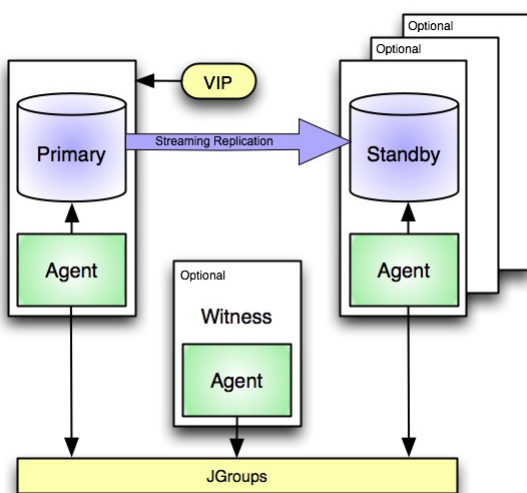 Optional
Optional
VIP
Primary
Streaming Replication
Standby
Agent
Agent
Optional
Witness
Agent
JGroups